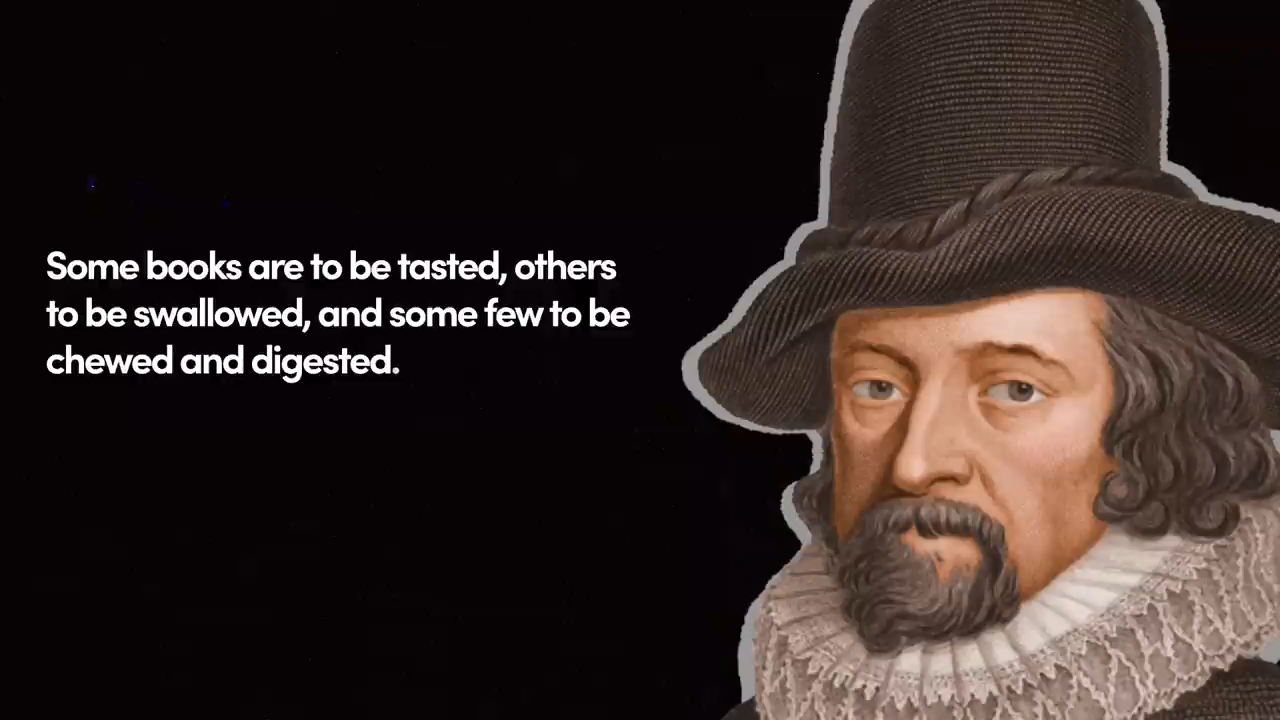 Some books are to be tasted, others
to be swallowed, and some few to be
chewed and digested.